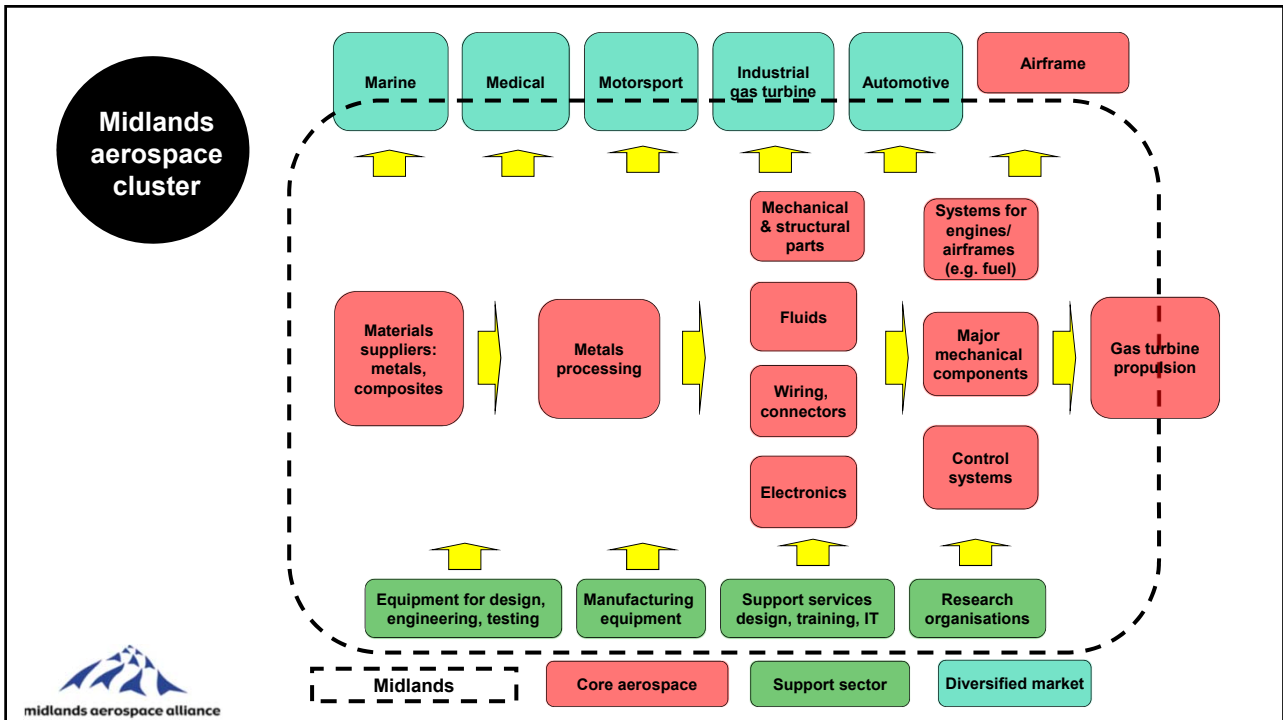 Midlands
aerospace
cluster
Marine
Medical
Motorsport
Industrial
gas turbine
Automotive
Airframe
Mechanical
& structural
parts
Systems for
engines/
airframes
(e.g. fuel)
Materials
suppliers:
metals,
composites
Metals
processing
Fluids
Wiring,
connectors
Electronics
Major
mechanical
components
Control
systems
Gas turbine
propulsion
Equipment for design,
engineering, testing
Manufacturing
equipment
Support services
design, training, IT
Research
organisations
Midlands
Core aerospace
Support sector
Diversified market
midlands aerospace alliance